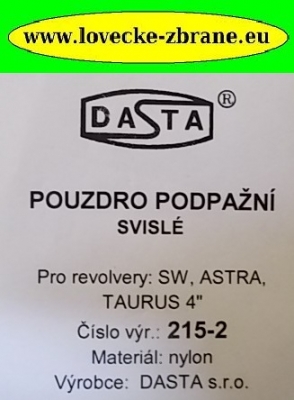 www.lovecke-zbrane.eu
DASTA®
POUZDRO PODPAŽNÍ
SVISLÉ
Pro revolvery: SW, ASTRA,
TAURUS 4"
Číslo výr.: 215-2
Materiál: nylon
Výrobce: DASTA s.r.o.